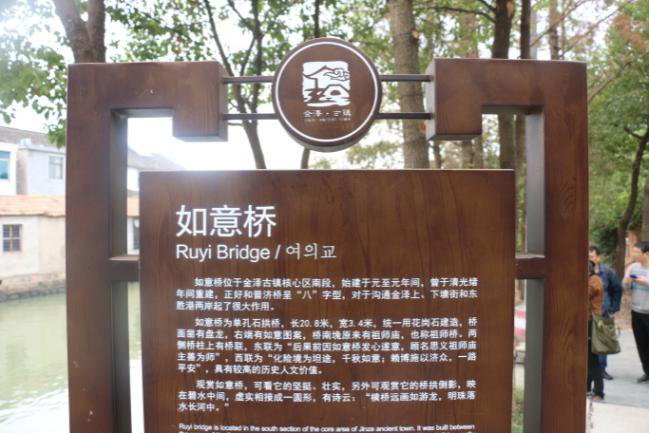 金泽·古镇
如意桥
Ruyi Bridge / 여의교
如意桥位于金泽古镇核心区南段，始建于元至元年间，曾于清光绪
年间重建，正好和普济桥呈“八”字型，对于沟通金泽上、下塘街和东
胜港两岸起了很大作用。
如意桥为单孔石拱桥，长20.8米，宽3.4米，统一用花岗石建造，桥
面凿有盘龙，右端有如意图案，桥南堍原来有祖师庙，也称祖师桥。两
侧桥柱上有桥联，东联为“后果前因如意桥发心逐累，画名思义祖师庙
主善为师”，西联为“化险境为坦途，千秋如意；赖博施以济众，一路
平安”，具有较高的历史人文价值。
观赏如意桥，可看它的坚挺、壮实，另外可观赏它的桥拱倒影，映
在碧水中间，虚实相接成一圆形，有诗云：“横桥远画如游龙，明珠落
水长河中。”
Ruyi bridge is located in the south section of the core area of Jinze ancient town. It was built between